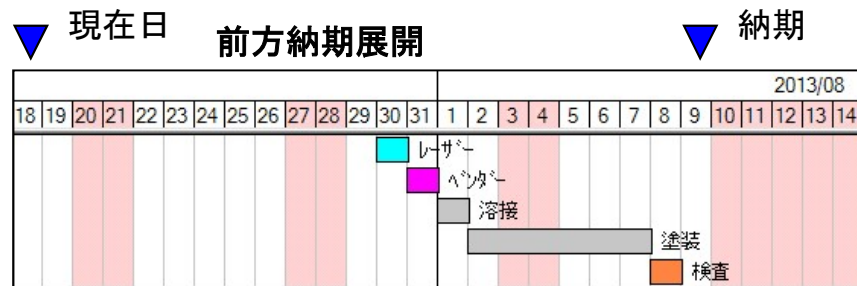 現在日
前方納期展開
納期
2013/08
18 19 20 21 22 23 24 25 26 27 28 29 30 31 1 2 3 4 5 6 7 8 9 10 11 12 13 14
ﾚｰｻﾞｰ
ﾍﾞﾝﾀﾞｰ
溶接
塗装
検査